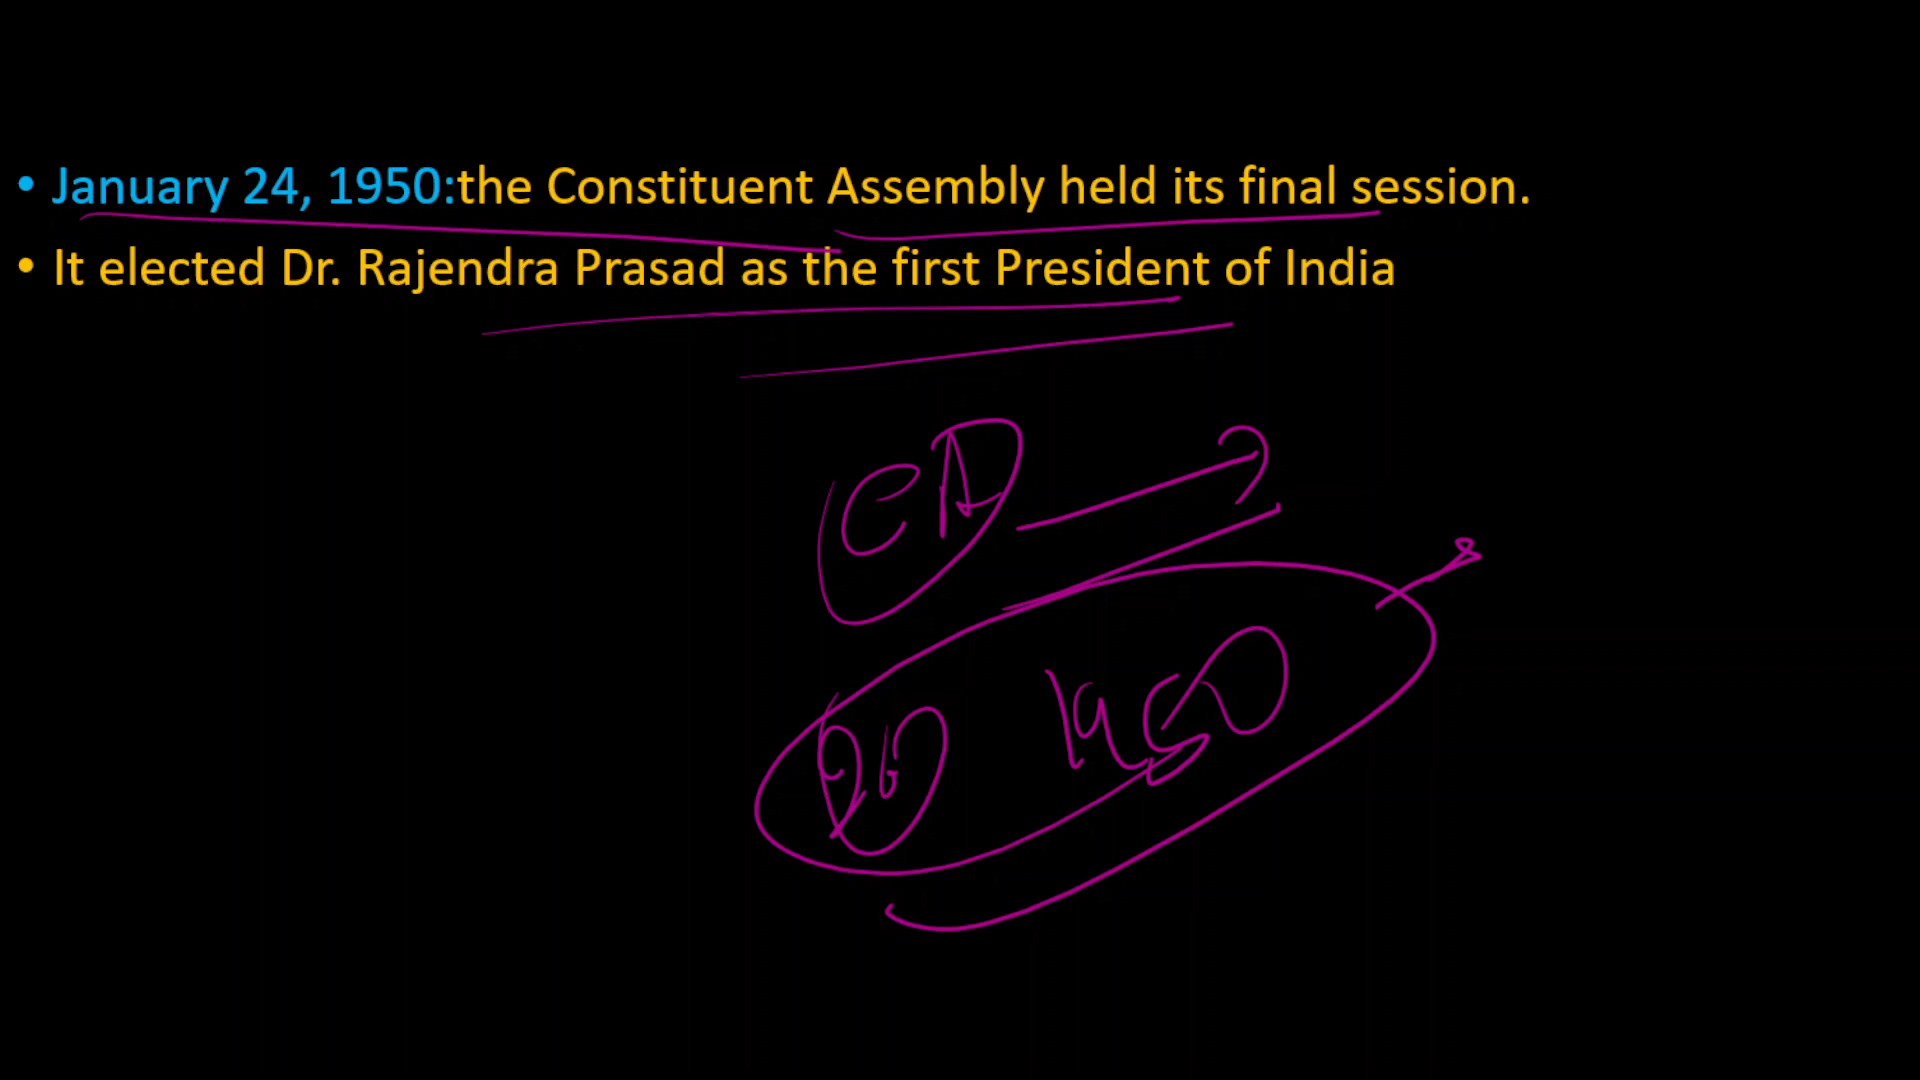 • January 24, 1950:the Constituent Assembly held its final session.
• It elected Dr. Rajendra Prasad as the first President of India
CA
26 1950